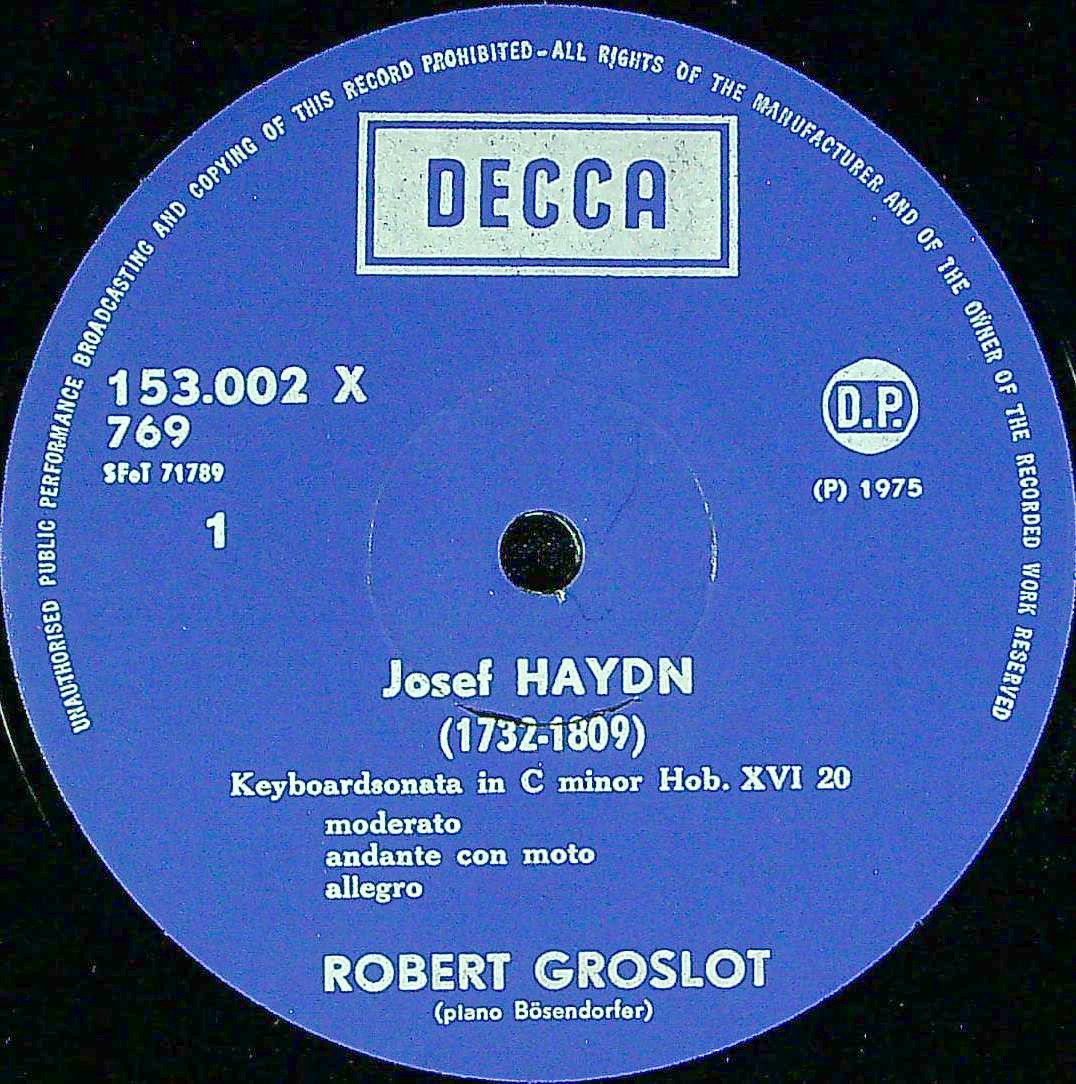 UNAUTHORISED PUBLIC PERFORMANCE BROADCASTING AND COPYING OF THIS RECORD PROHIBITED - ALL RIGHTS OF THE MANUFACTURER AND OF THE OWNER OF THE RECORDED WORK RESERVED
DECCA
153.002 X
769
SFoT 71789
1
D.P.
(P) 1975
Josef HAYDN
(1732-1809)
Keyboardsonata in C minor Hob. XVI 20
moderato
andante con moto
allegro
ROBERT GROSLOT
(piano Bösendorfer)